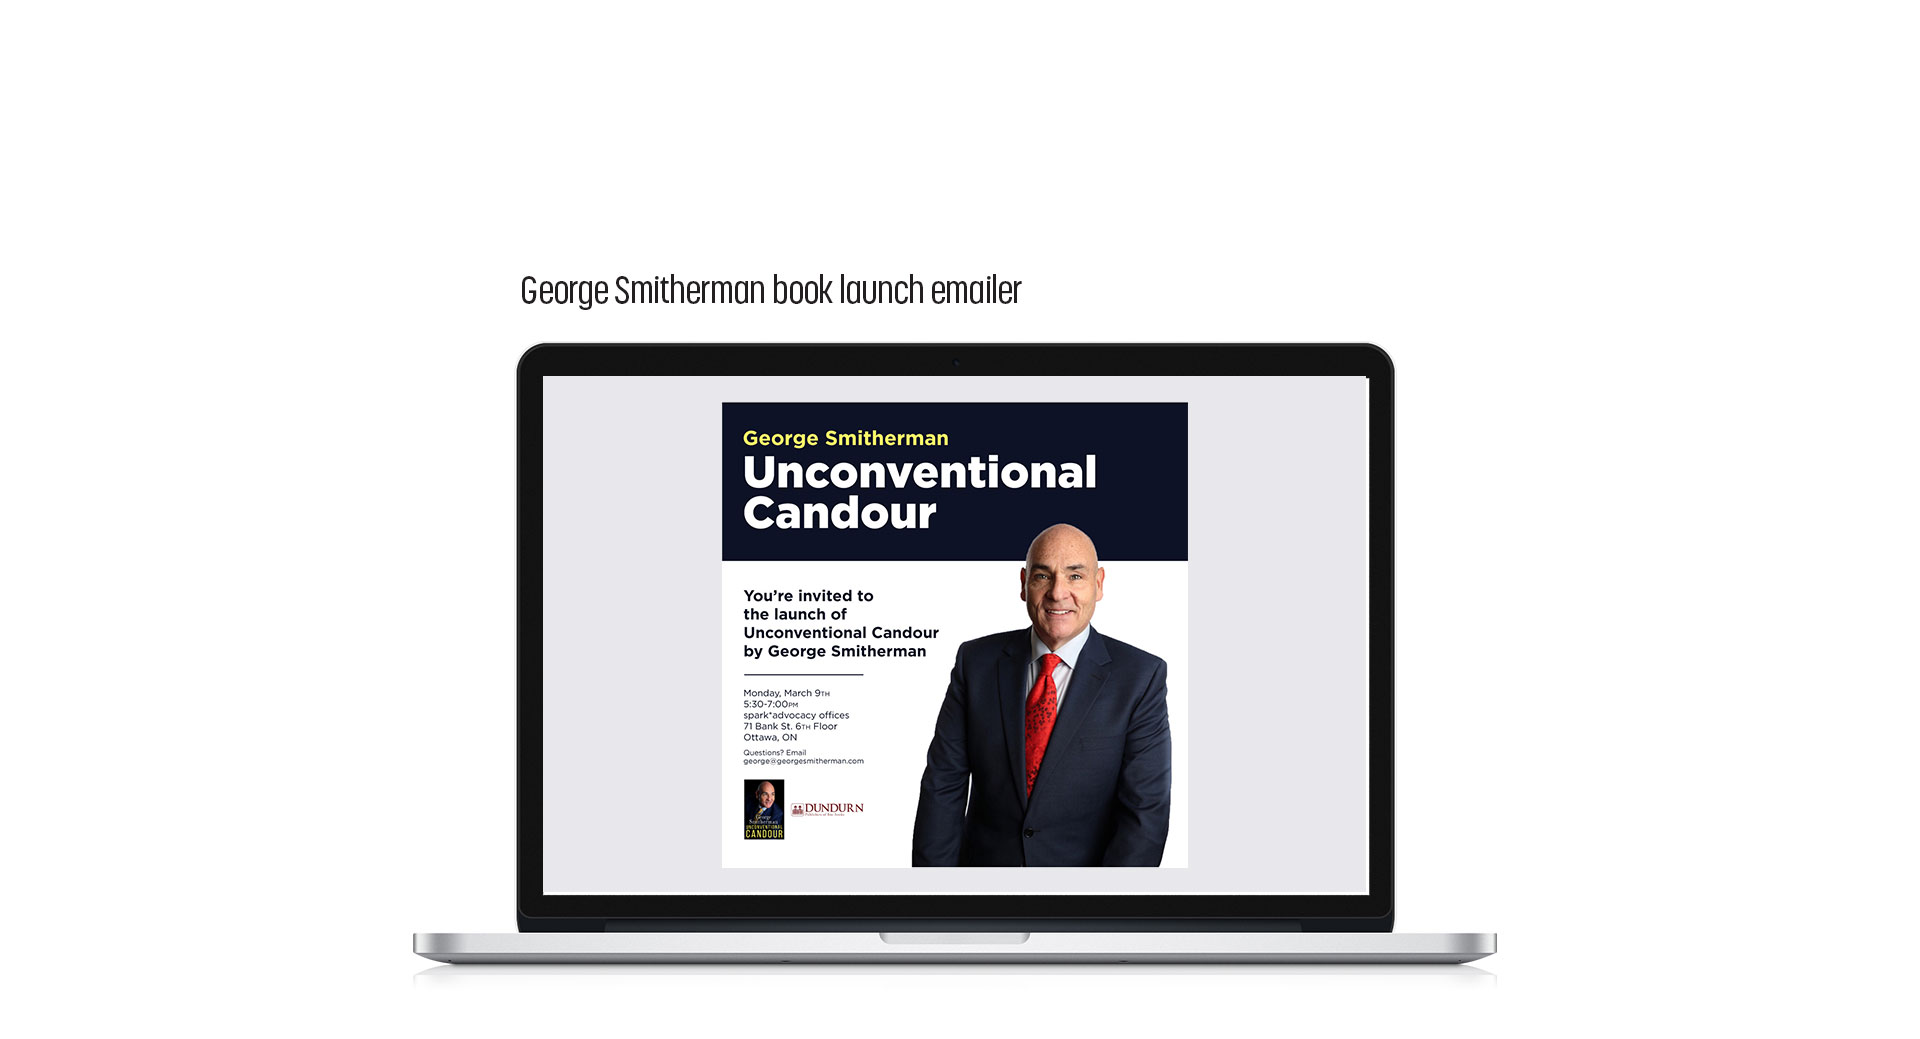 George Smitherman book launch emailer
George Smitherman
Unconventional
Candour
You're invited to
the launch of
Unconventional Candour
by George Smitherman
Monday, March 9TH
5:30-7:00PM
spark*advocacy offices
71 Bank St. 6TH Floor
Ottawa, ON
Questions? Email
george@georgesmitherman.com
George
Smitherman
UNCONVENTIONAL
CANDOUR
DUNDURN